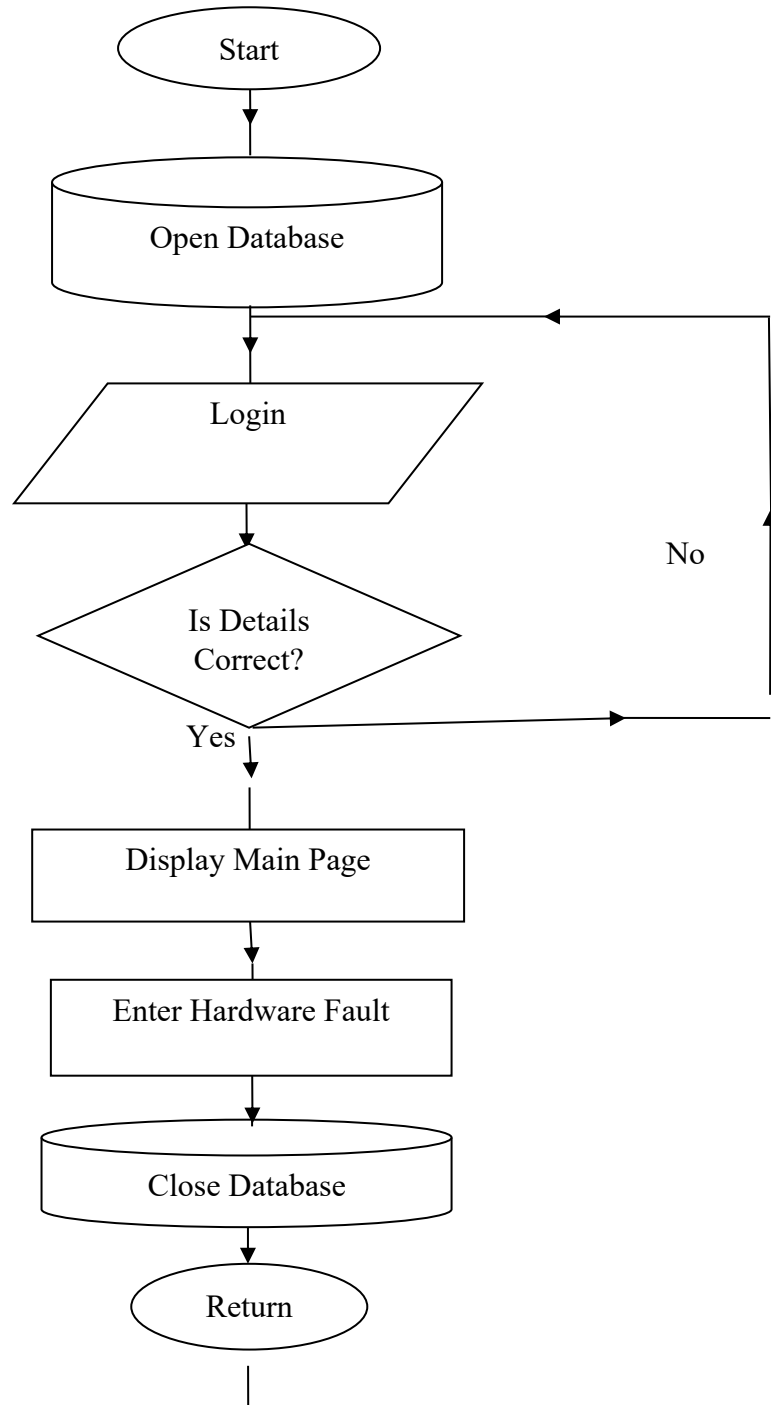 Start
Open Database
Login
No
Is Details
Correct?
Yes
Display Main Page
Enter Hardware Fault
Close Database
Return